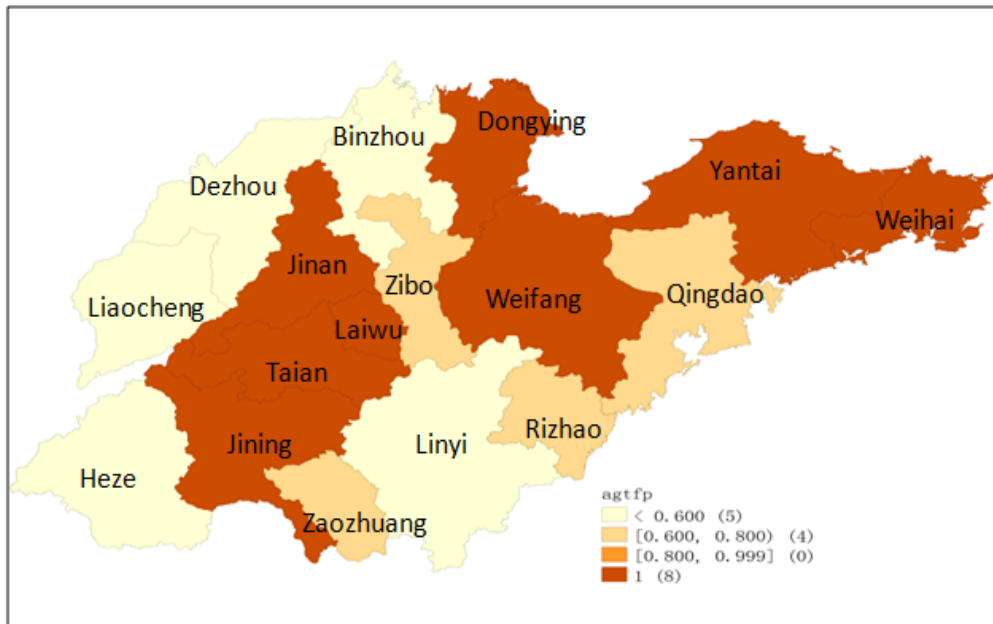 Dongying
Binzhou
Yantai
Dezhou
Weihai
Jinan
Zibo
Qingdao
Weifang
Liaocheng
Laiwu
Taian
Rizhao
Jining
Linyi
Heze
Zaozhuang
agtfp
< 0.600 (5)
[0.600, 0.800) (4)
[0.800, 0.999] (0)
1 (8)